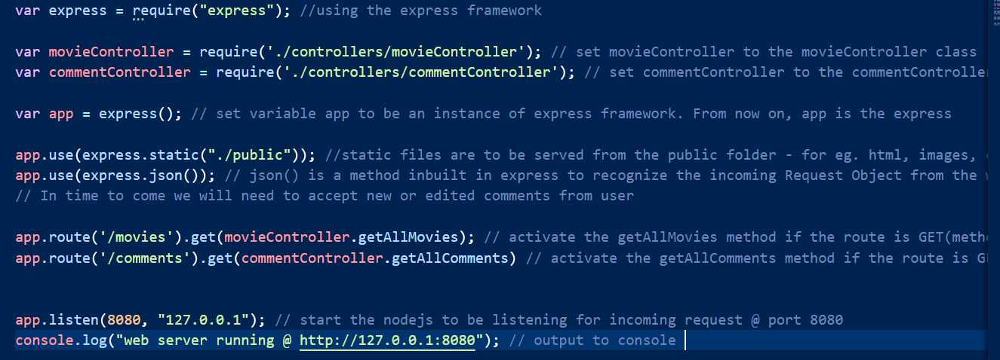 var express = require("express"); //using the express framework
var movieController = require('./controllers/movieController'); // set movieController to the movieController class
var commentController = require('./controllers/commentController'); // set commentController to the commentController
var app = express(); // set variable app to be an instance of express framework. From now on, app is the express
app.use(express.static("./public")); //static files are to be served from the public folder - for eg. html, images,
app.use(express.json()); // json() is a method inbuilt in express to recognize the incoming Request Object from the
// In time to come we will need to accept new or edited comments from user
app.route('/movies').get(movieController.getAllMovies); // activate the getAllMovies method if the route is GET(meth
app.route('/comments').get(commentController.getAllComments) // activate the getAllComments method if the route is G
app.listen(8080, "127.0.0.1"); // start the nodejs to be listening for incoming request @ port 8080
console.log("web server running @ http://127.0.0.1:8080"); // output to console